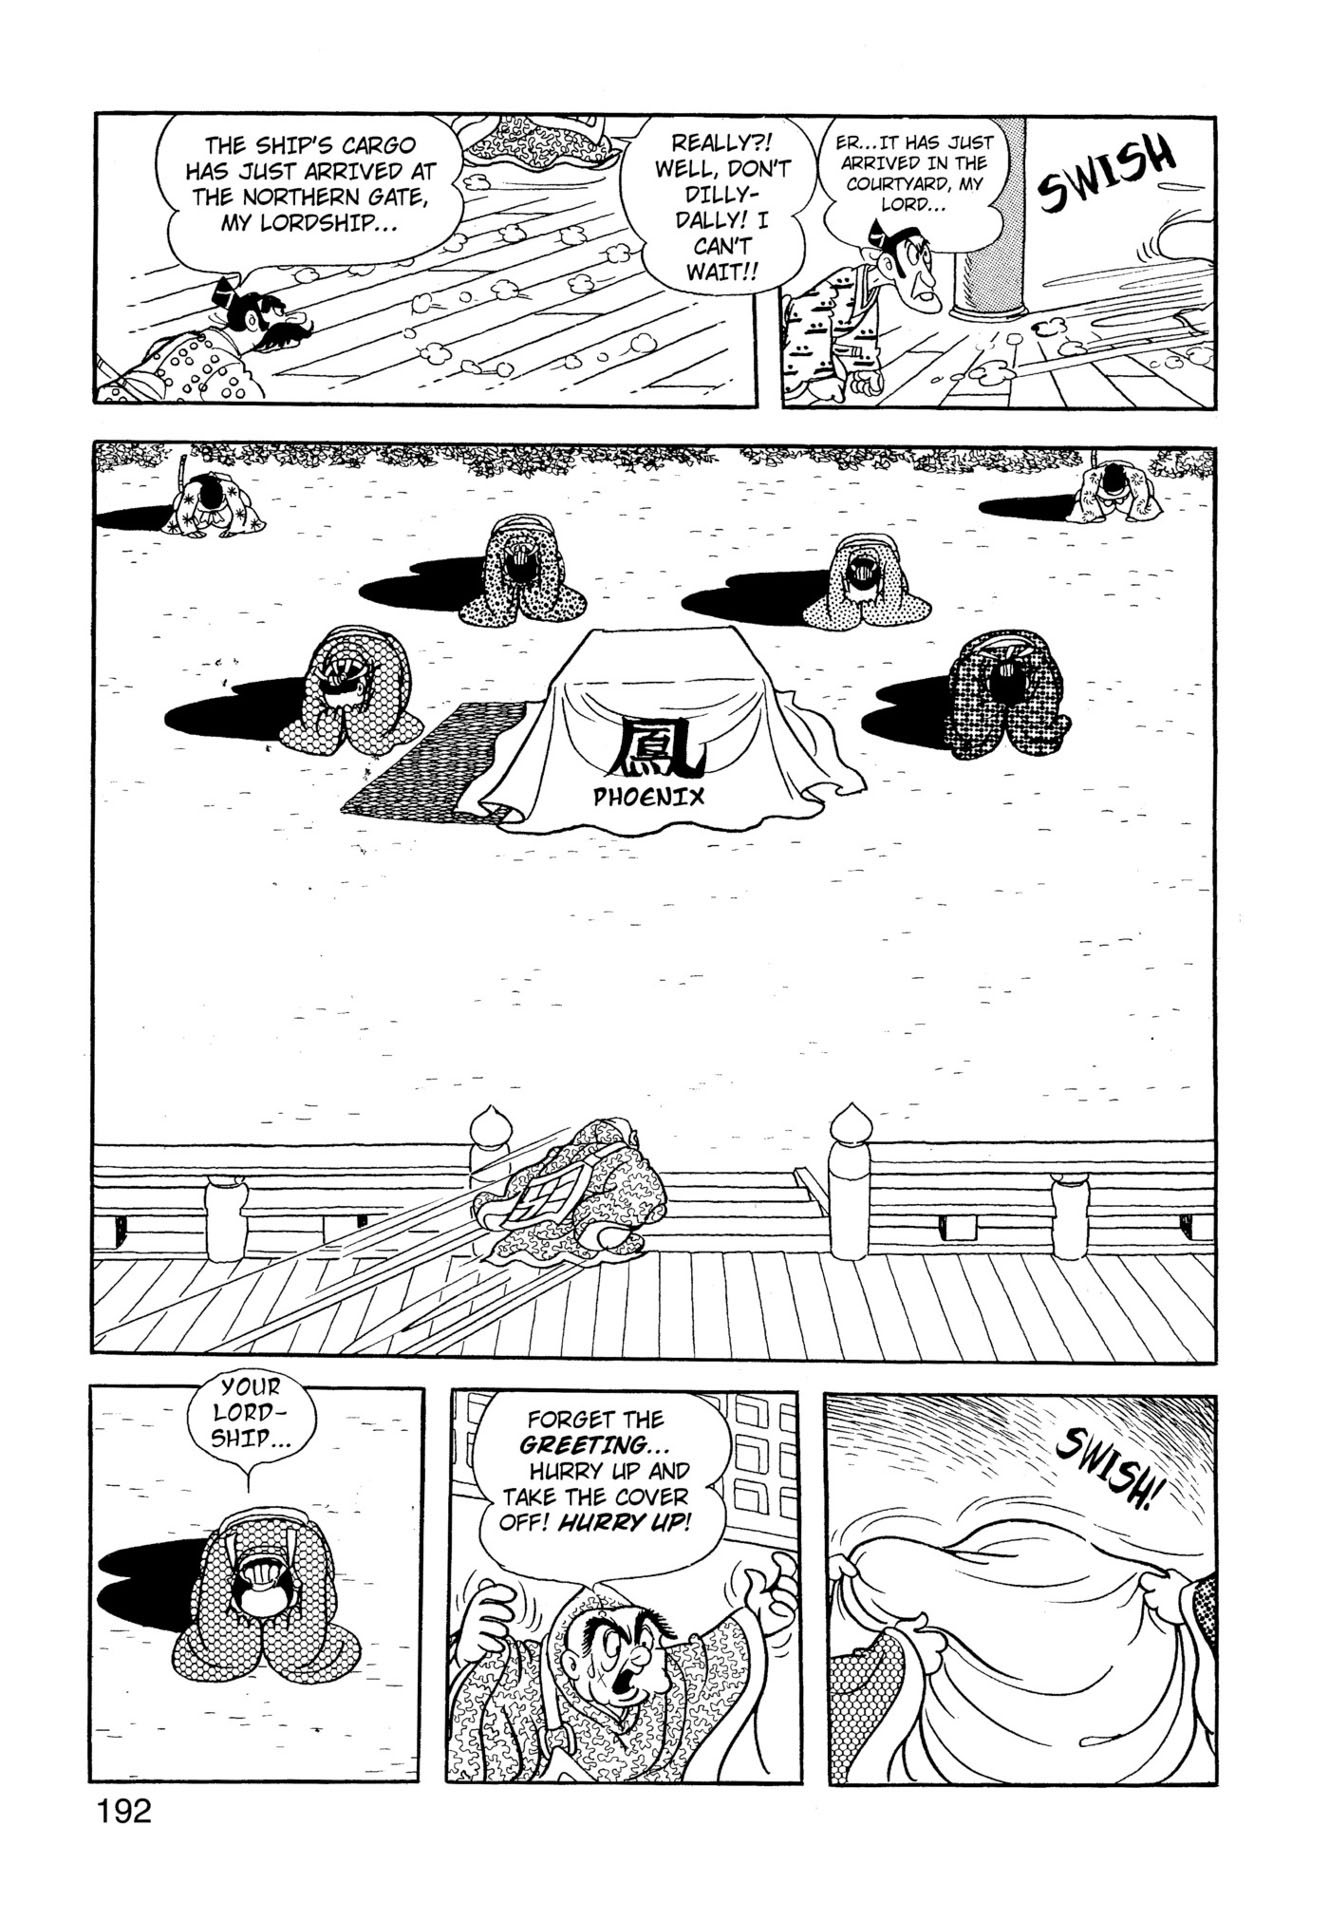 THE SHIP'S CARGO
HAS JUST ARRIVED AT
THE NORTHERN GATE,
MY LORDSHIP...
REALLY?!
WELL, DON'T
DILLY-
DALLY! I
CAN'T
WAIT!!
ER...IT HAS JUST
ARRIVED IN THE
COURTYARD, MY
LORD...
SWISH
鳳
PHOENIX
YOUR
LORD-
SHIP...
FORGET THE
GREETING...
HURRY UP AND
TAKE THE COVER
OFF! HURRY UP!
SWISH!
192